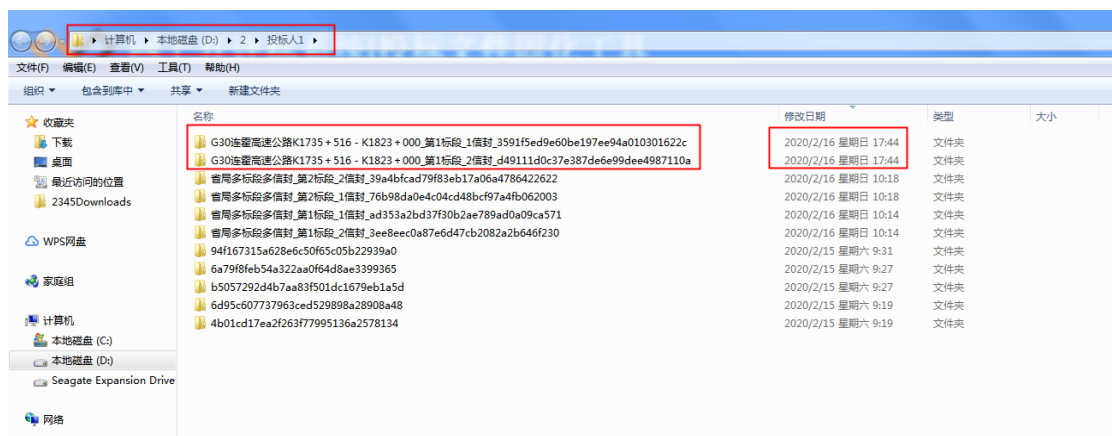 计算机 ▸ 本地磁盘 (D:) ▸ 2 ▸ 投标人1 ▸
文件(F) 编辑(E) 查看(V) 工具(T) 帮助(H)
组织 包含到库中 共享 新建文件夹
名称 修改日期 类型 大小
G30连霍高速公路K1735+516 - K1823+000_第1标段_1信封_3591f5ed9e60be197ee94a010301622c 2020/2/16 星期日 17:44 文件夹
G30连霍高速公路K1735+516 - K1823+000_第1标段_2信封_d49111d0c37e387de6e99dee4987110a 2020/2/16 星期日 17:44 文件夹
省局多标段多信封_第2标段_2信封_39a4bfcad79f83eb17a06a4786422622 2020/2/16 星期日 10:18 文件夹
省局多标段多信封_第2标段_1信封_76b98da0e4c04cd48bcf97a4fb062003 2020/2/16 星期日 10:18 文件夹
省局多标段多信封_第1标段_2信封_ad353a2bd37f30b2ae789ad0a09ca571 2020/2/16 星期日 10:14 文件夹
省局多标段多信封_第1标段_1信封_3ee8eec0a87e6d47cb2082a2b646f230 2020/2/16 星期日 10:14 文件夹
94f167315a628e6c50f65c05b22939a0 2020/2/15 星期六 9:31 文件夹
6a79f8feb54a322aa0f64d8ae3399365 2020/2/15 星期六 9:27 文件夹
b5057292d4b7aa83f501dc1679eb1a5d 2020/2/15 星期六 9:27 文件夹
6d95c607737963ced529898a28908a48 2020/2/15 星期六 9:19 文件夹
4b01cd17ea2f263f77995136a2578134 2020/2/15 星期六 9:19 文件夹
收藏夹
下载
桌面
最近访问的位置
2345Downloads
WPS网盘
家庭组
计算机
本地磁盘 (C:)
本地磁盘 (D:)
Seagate Expansion Drive
网络